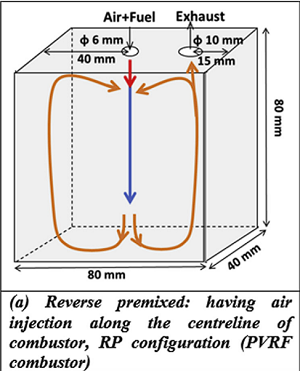 Air+Fuel Exhaust
ϕ 6 mm ϕ 10 mm
40 mm 15 mm
80 mm
40 mm
80 mm
(a) Reverse premixed: having air
injection along the centreline of
combustor, RP configuration (PVRF
combustor)